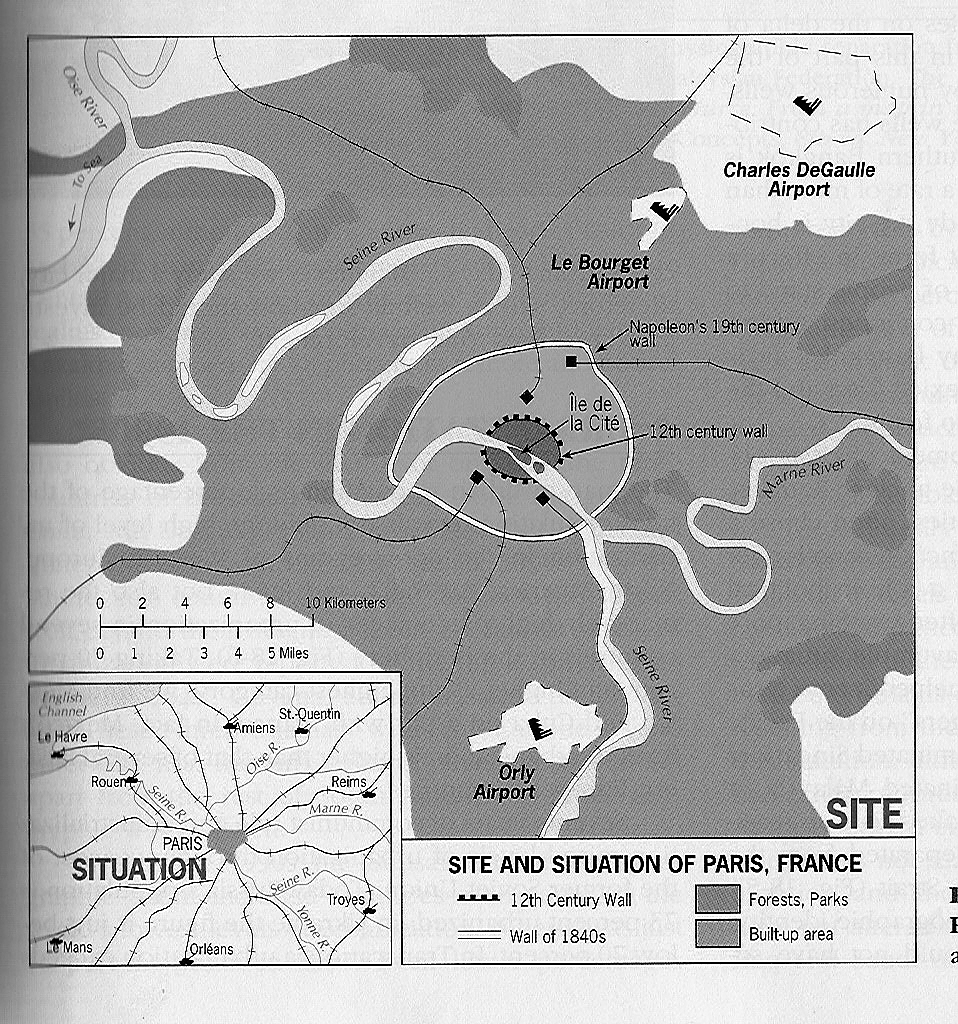 Oise River
To Sea
Charles DeGaulle
Airport
Seine River
Le Bourget
Airport
Napoleon's 19th century
wall
Île de
la Cité
12th century wall
Marne River
0 2 4 6 8 10 Kilometers
0 1 2 3 4 5 Miles
Seine River
Orly
Airport
SITE
English
Channel
Le Havre
Amiens
St.-Quentin
Oise R.
Rouen
Seine R.
Reims
Marne R.
PARIS
SITUATION
Seine R.
Troyes
Yonne R.
Le Mans
Orléans
SITE AND SITUATION OF PARIS, FRANCE
12th Century Wall
Forests, Parks
Wall of 1840s
Built-up area